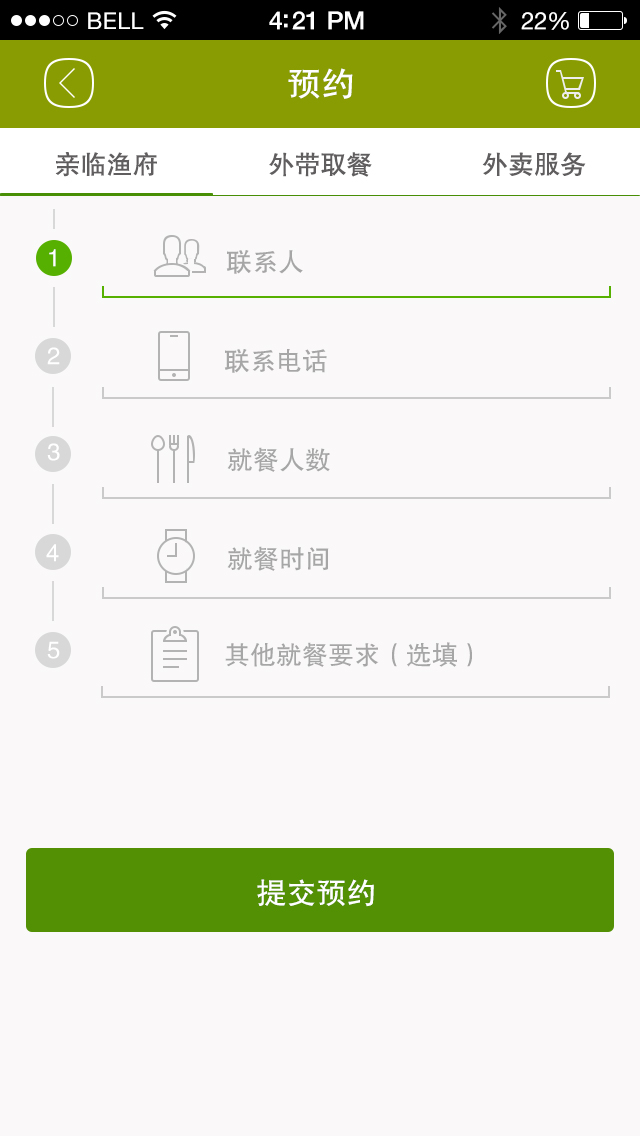 BELL 4:21 PM 22%
预约
亲临渔府 外带取餐 外卖服务
1 联系人
2 联系电话
3 就餐人数
4 就餐时间
5 其他就餐要求（选填）
提交预约